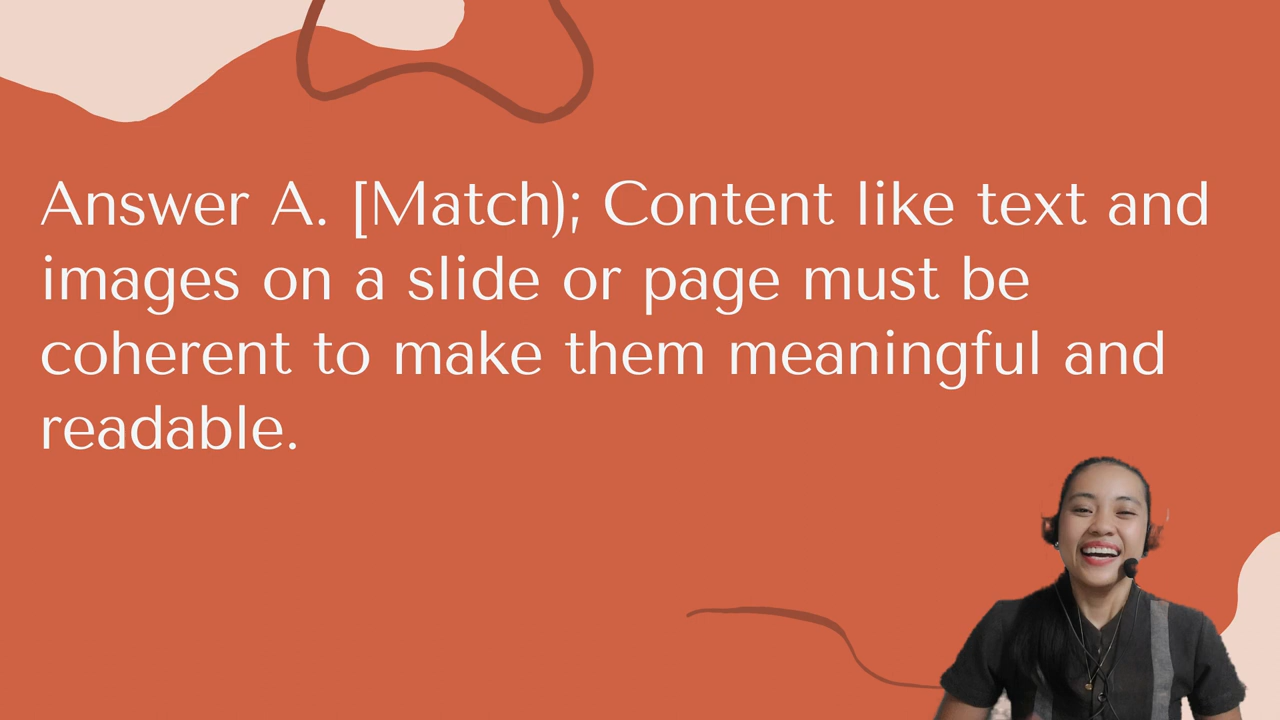 Answer A. [Match); Content like text and
images on a slide or page must be
coherent to make them meaningful and
readable.